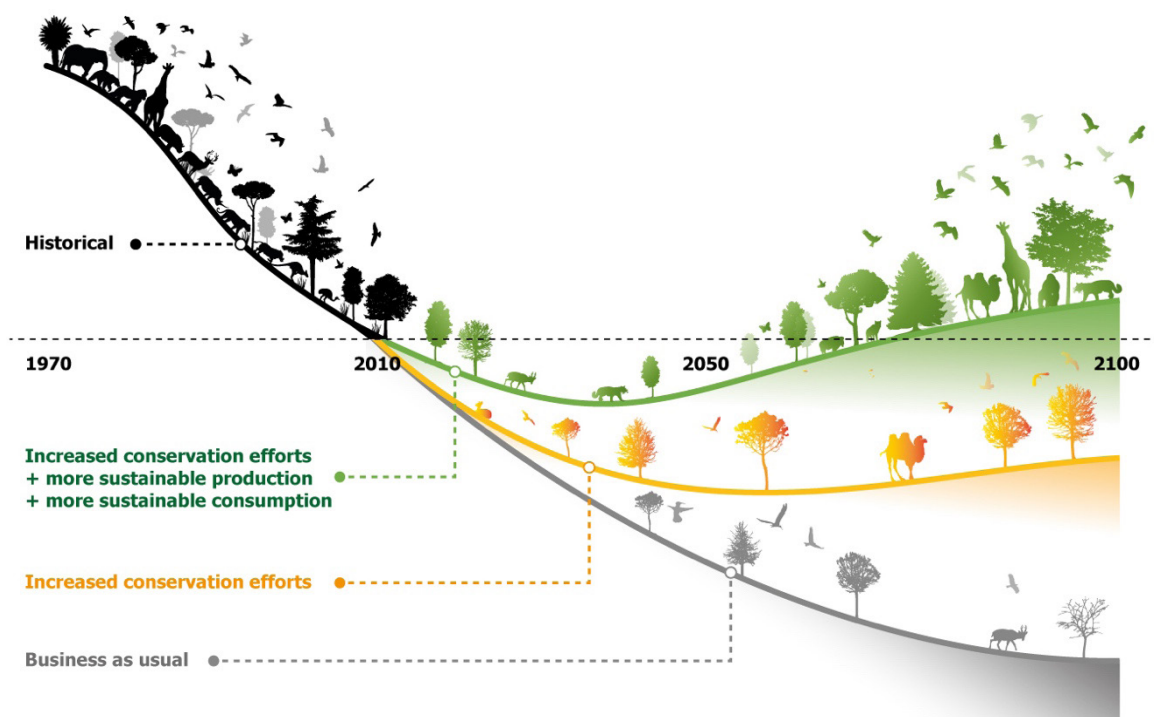 Historical
1970
2010
2050
2100
Increased conservation efforts
+ more sustainable production
+ more sustainable consumption
Increased conservation efforts
Business as usual